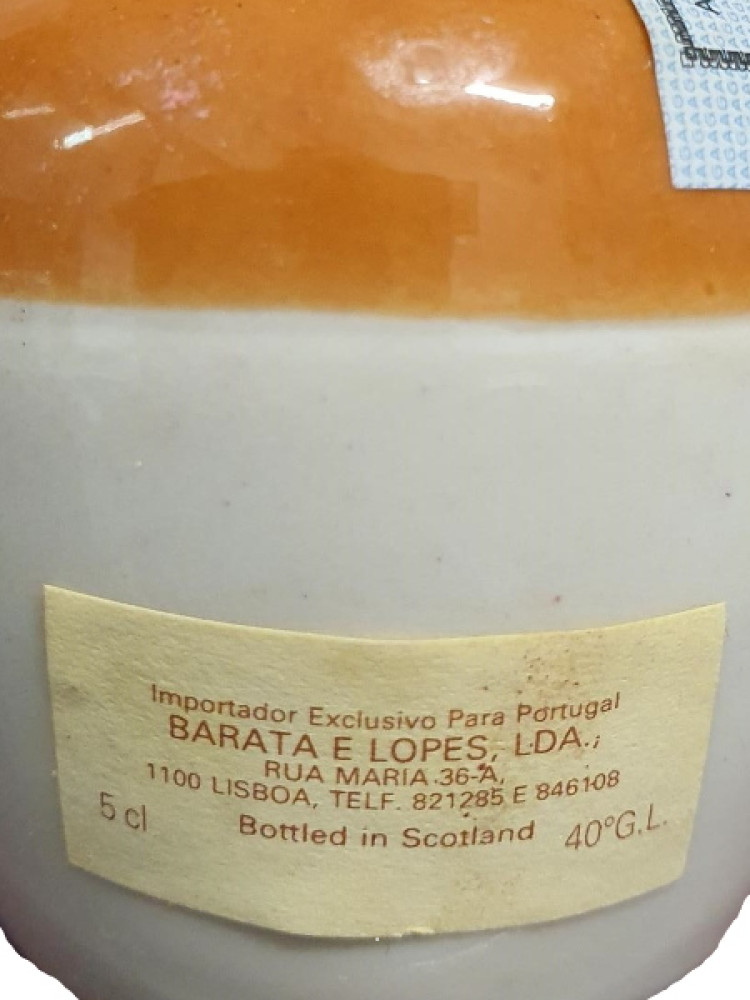 Importador Exclusivo Para Portugal
BARATA E LOPES, LDA.,
RUA MARIA 36-A,
1100 LISBOA, TELF. 821285 E 846108
5 cl Bottled in Scotland 40°G.L.